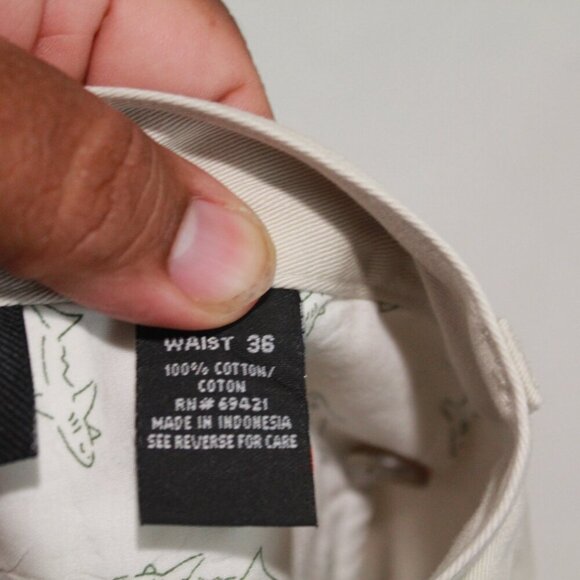 WAIST 36
100% COTTON/
COTON
RN# 69421
MADE IN INDONESIA
SEE REVERSE FOR CARE